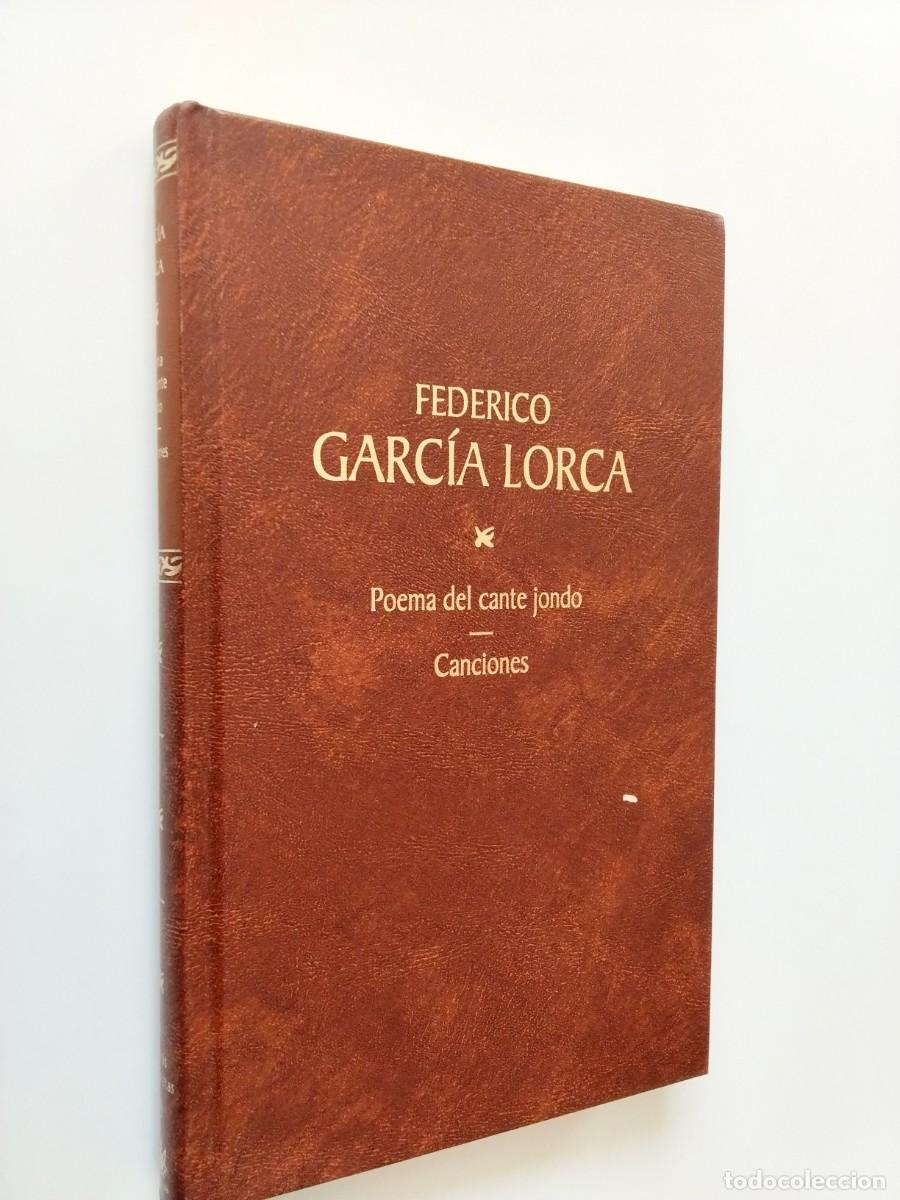 FEDERICO
GARCÍA LORCA
Poema del cante jondo
Canciones
todocoleccion